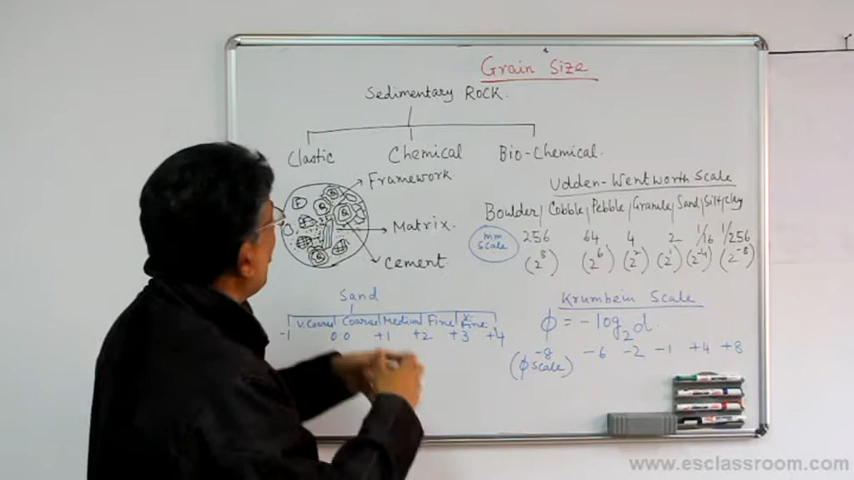 Grain Size
Sedimentary Rock.
Clastic Chemical Bio-Chemical.
Framework
Matrix.
Cement
Udden-Wentworth Scale
Boulder| Cobble| Pebble| Granule| Sand| Silt| clay
mm Scale
256 64 4 2 1/16 1/256
(2^8) (2^6) (2^2) (2^1) (2^-4) (2^-8)
Sand
V.Coarse Coarse Medium Fine V. Fine
-1 0 0 +1 +2 +3 +4
Krumbein Scale
ϕ = - log₂d.
-8 -6 -2 -1 +4 +8
(ϕ Scale)
www.esclassroom.com